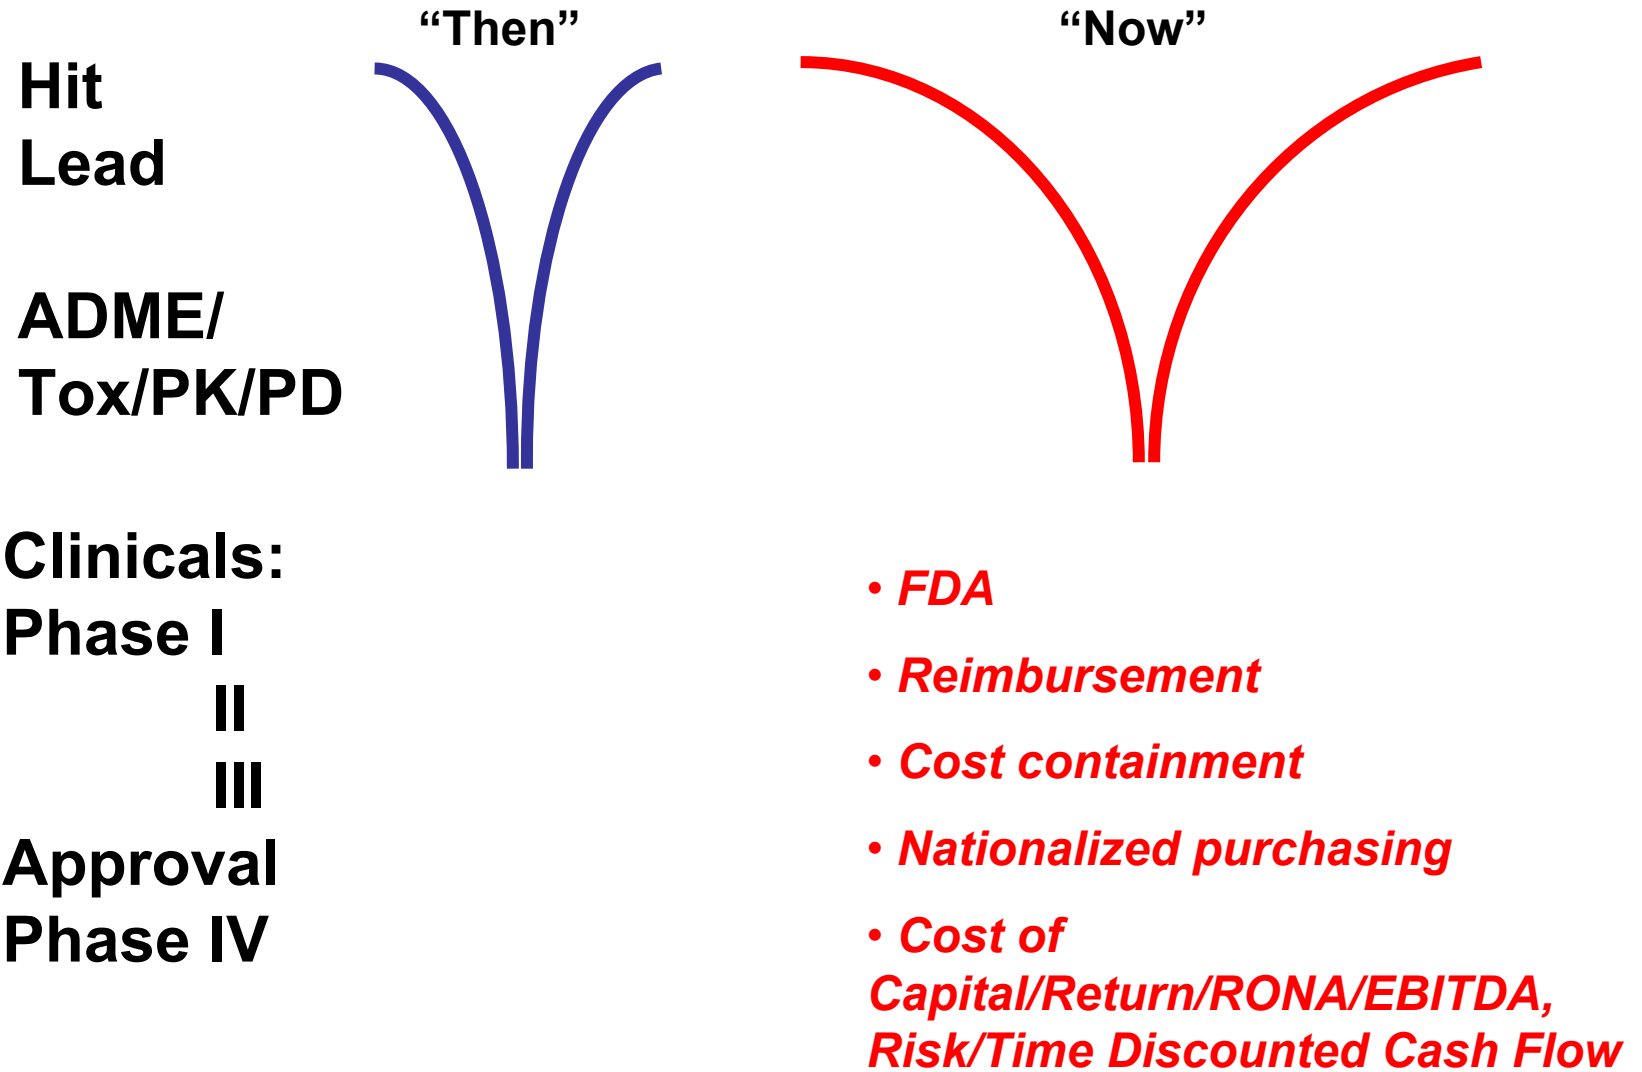 “Then”
“Now”
Hit
Lead
ADME/
Tox/PK/PD
Clinicals:
Phase I
II
III
Approval
Phase IV
• FDA
• Reimbursement
• Cost containment
• Nationalized purchasing
• Cost of
Capital/Return/RONA/EBITDA,
Risk/Time Discounted Cash Flow